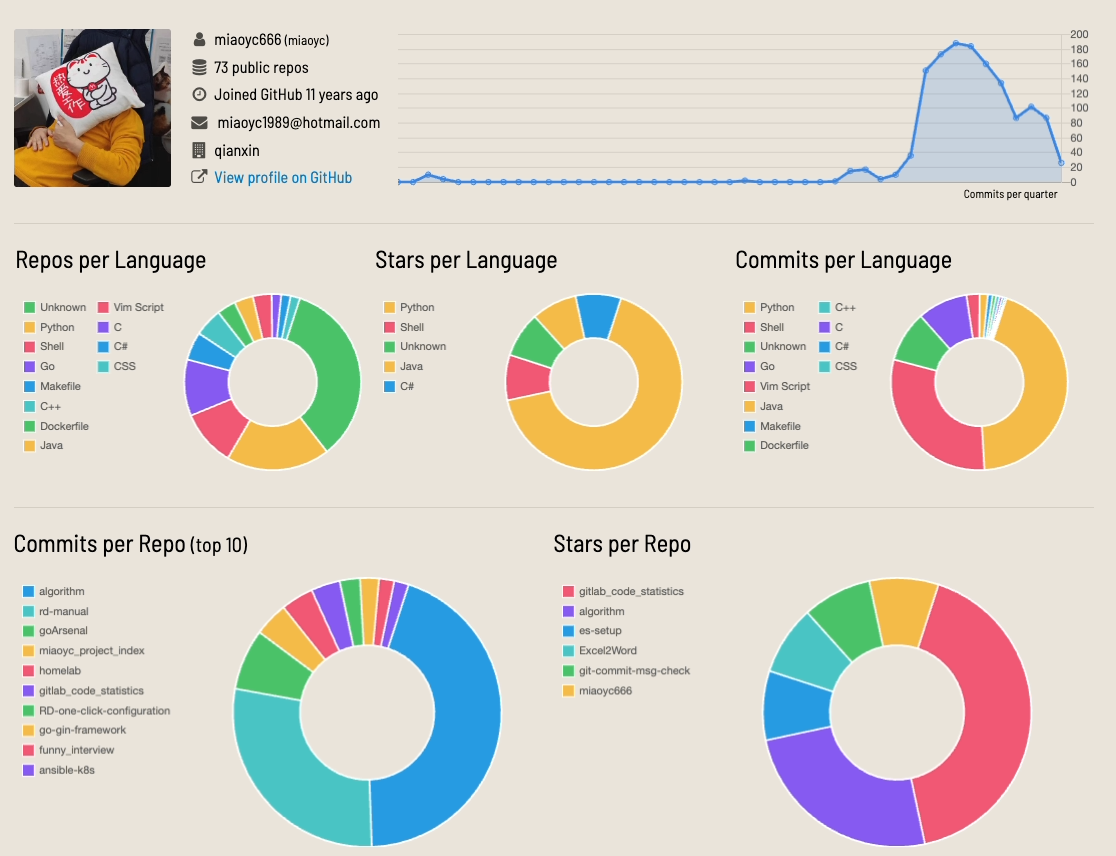 热爱
工作
miaoyc666 (miaoyc)
73 public repos
Joined GitHub 11 years ago
miaoyc1989@hotmail.com
qianxin
View profile on GitHub
200
180
160
140
120
100
80
60
40
20
0
Commits per quarter
Repos per Language
Unknown
Python
Shell
Go
Makefile
C++
Dockerfile
Java
Vim Script
C
C#
CSS
Stars per Language
Python
Shell
Unknown
Java
C#
Commits per Language
Python
Shell
Unknown
Go
Vim Script
Java
Makefile
Dockerfile
C++
C
C#
CSS
Commits per Repo (top 10)
algorithm
rd-manual
goArsenal
miaoyc_project_index
homelab
gitlab_code_statistics
RD-one-click-configuration
go-gin-framework
funny_interview
ansible-k8s
Stars per Repo
gitlab_code_statistics
algorithm
es-setup
Excel2Word
git-commit-msg-check
miaoyc666